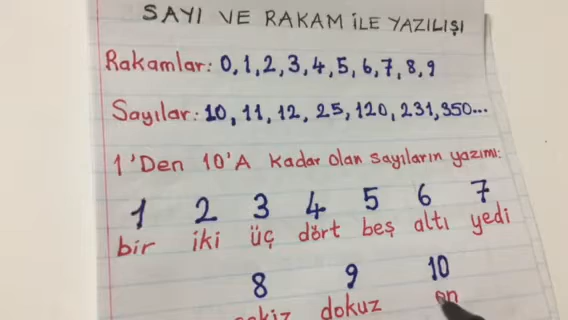 SAYI VE RAKAM İLE YAZILIŞI
Rakamlar: 0,1,2,3,4,5,6,7,8,9
Sayılar: 10, 11, 12, 25, 120, 231, 350...
1'Den 10'A Kadar olan sayıların yazımı:
1 2 3 4 5 6 7
bir iki üç dört beş altı yedi
8 9 10
sekiz dokuz on